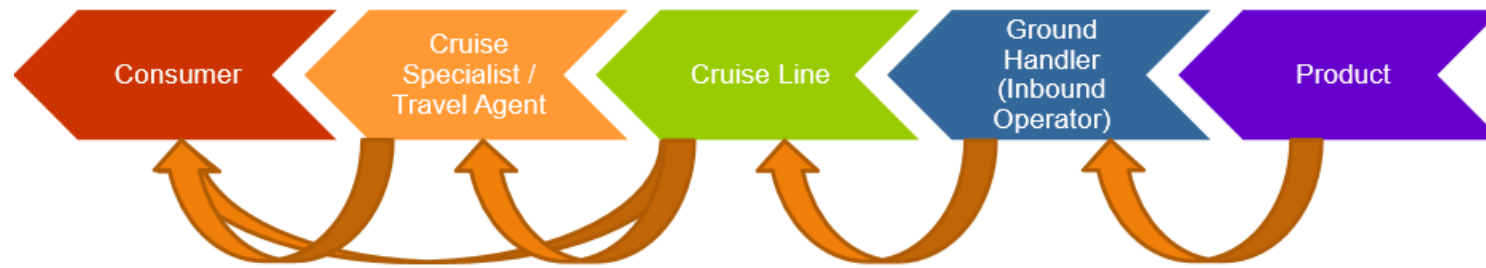 Consumer
Cruise
Specialist /
Travel Agent
Cruise Line
Ground
Handler
(Inbound
Operator)
Product